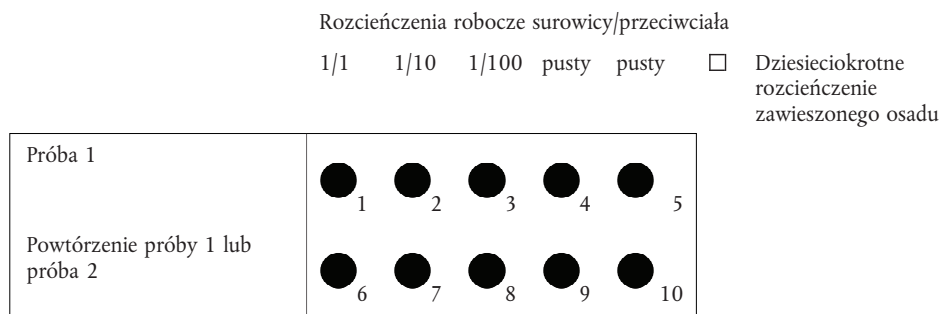 Rozcieńczenia robocze surowicy/przeciwciała
1/1 1/10 1/100 pusty pusty □ Dziesieciokrotne
rozcieńczenie
zawieszonego osadu
Próba 1
1 2 3 4 5
Powtórzenie próby 1 lub
próba 2
6 7 8 9 10